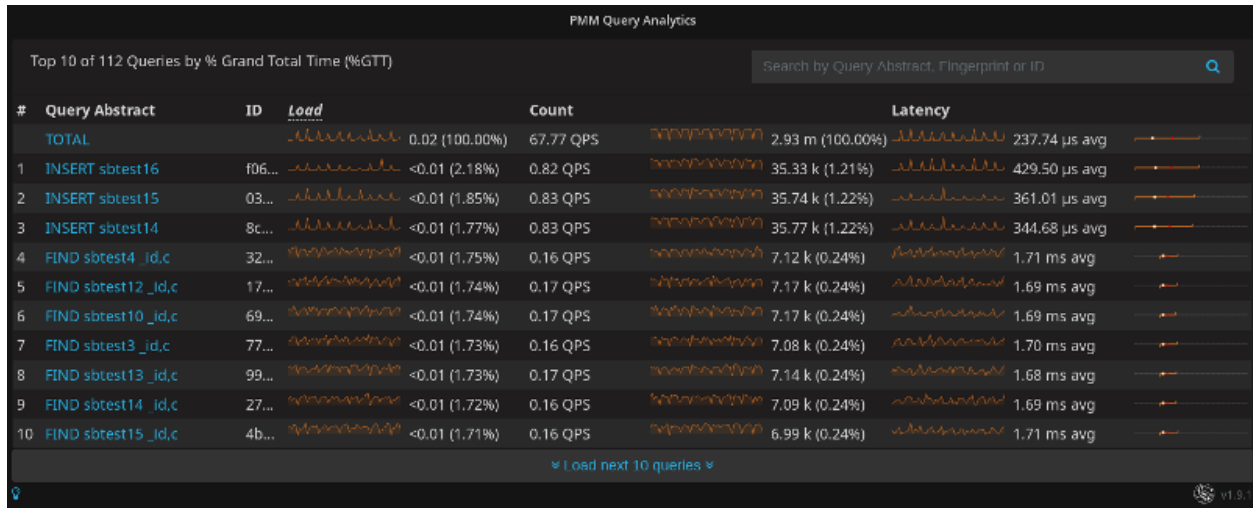 PMM Query Analytics
Top 10 of 112 Queries by % Grand Total Time (%GTT)
Search by Query Abstract, Fingerprint or ID
# Query Abstract ID Load Count Latency
TOTAL 0.02 (100.00%) 67.77 QPS 2.93 m (100.00%) 237.74 µs avg
1 INSERT sbtest16 f06... <0.01 (2.18%) 0.82 QPS 35.33 k (1.21%) 429.50 µs avg
2 INSERT sbtest15 03... <0.01 (1.85%) 0.83 QPS 35.74 k (1.22%) 361.01 µs avg
3 INSERT sbtest14 8c... <0.01 (1.77%) 0.83 QPS 35.77 k (1.22%) 344.68 µs avg
4 FIND sbtest4 _id,c 32... <0.01 (1.75%) 0.16 QPS 7.12 k (0.24%) 1.71 ms avg
5 FIND sbtest12 _id,c 17... <0.01 (1.74%) 0.17 QPS 7.17 k (0.24%) 1.69 ms avg
6 FIND sbtest10 _id,c 69... <0.01 (1.74%) 0.17 QPS 7.17 k (0.24%) 1.69 ms avg
7 FIND sbtest3 _id,c 77... <0.01 (1.73%) 0.16 QPS 7.08 k (0.24%) 1.70 ms avg
8 FIND sbtest13 _id,c 99... <0.01 (1.73%) 0.17 QPS 7.14 k (0.24%) 1.68 ms avg
9 FIND sbtest14 _id,c 27... <0.01 (1.72%) 0.16 QPS 7.09 k (0.24%) 1.69 ms avg
10 FIND sbtest15 _id,c 4b... <0.01 (1.71%) 0.16 QPS 6.99 k (0.24%) 1.71 ms avg
Load next 10 queries
v1.9.1